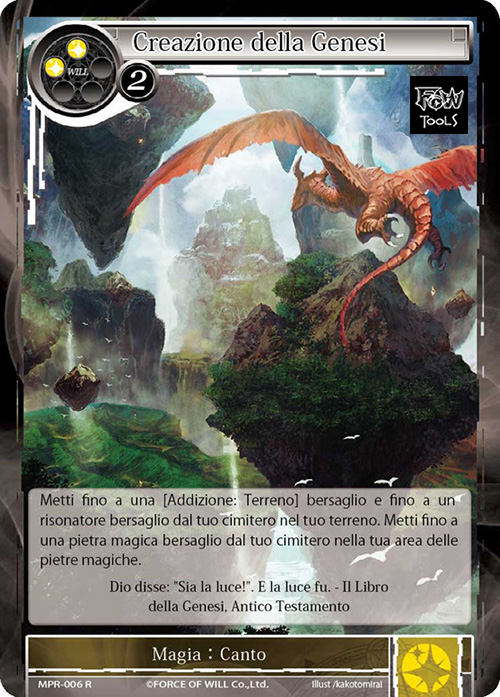 Creazione della Genesi
WILL
2
FoW
TOOLS
Metti fino a una [Addizione: Terreno] bersaglio e fino a un
risonatore bersaglio dal tuo cimitero nel tuo terreno. Metti fino a
una pietra magica bersaglio dal tuo cimitero nella tua area delle
pietre magiche.
Dio disse: "Sia la luce!". E la luce fu. - Il Libro
della Genesi, Antico Testamento
Magia : Canto
MPR-006 R ©FORCE OF WILL Co.,Ltd. Illust /kakotomirai